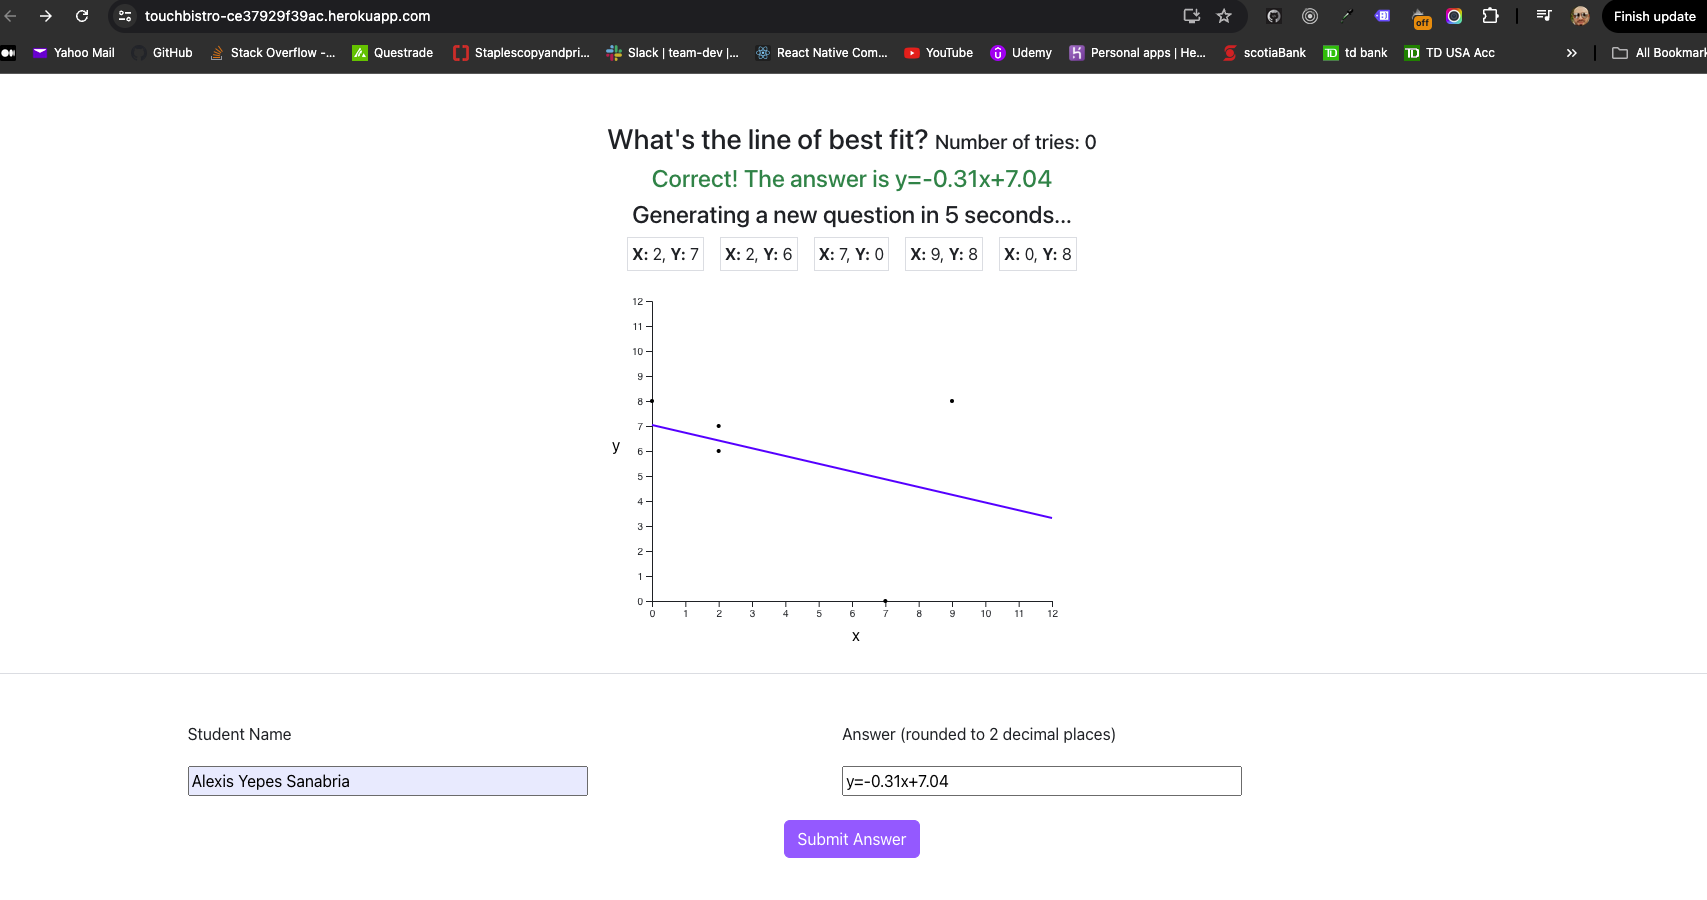 touchbistro-ce37929f39ac.herokuapp.com
off
Finish update
Yahoo Mail
GitHub
Stack Overflow -...
Questrade
Staplescopyandpri...
Slack | team-dev |...
React Native Com...
YouTube
Udemy
Personal apps | He...
scotiaBank
td bank
TD USA Acc
»
All Bookmark
What's the line of best fit? Number of tries: 0
Correct! The answer is y=-0.31x+7.04
Generating a new question in 5 seconds...
X: 2, Y: 7
X: 2, Y: 6
X: 7, Y: 0
X: 9, Y: 8
X: 0, Y: 8
12
11
10
9
8
7
6
5
4
3
2
1
0
y
0 1 2 3 4 5 6 7 8 9 10 11 12
x
Student Name
Answer (rounded to 2 decimal places)
Alexis Yepes Sanabria
y=-0.31x+7.04
Submit Answer